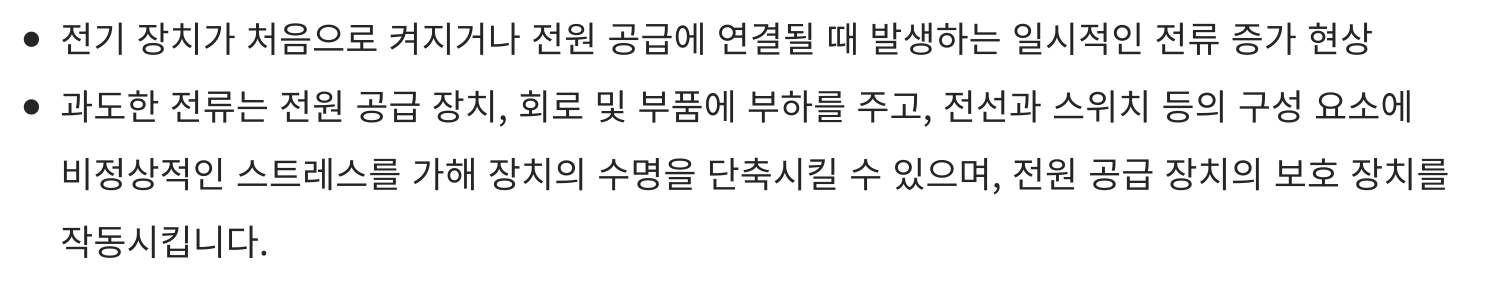 ● 전기 장치가 처음으로 켜지거나 전원 공급에 연결될 때 발생하는 일시적인 전류 증가 현상
● 과도한 전류는 전원 공급 장치, 회로 및 부품에 부하를 주고, 전선과 스위치 등의 구성 요소에
비정상적인 스트레스를 가해 장치의 수명을 단축시킬 수 있으며, 전원 공급 장치의 보호 장치를
작동시킵니다.